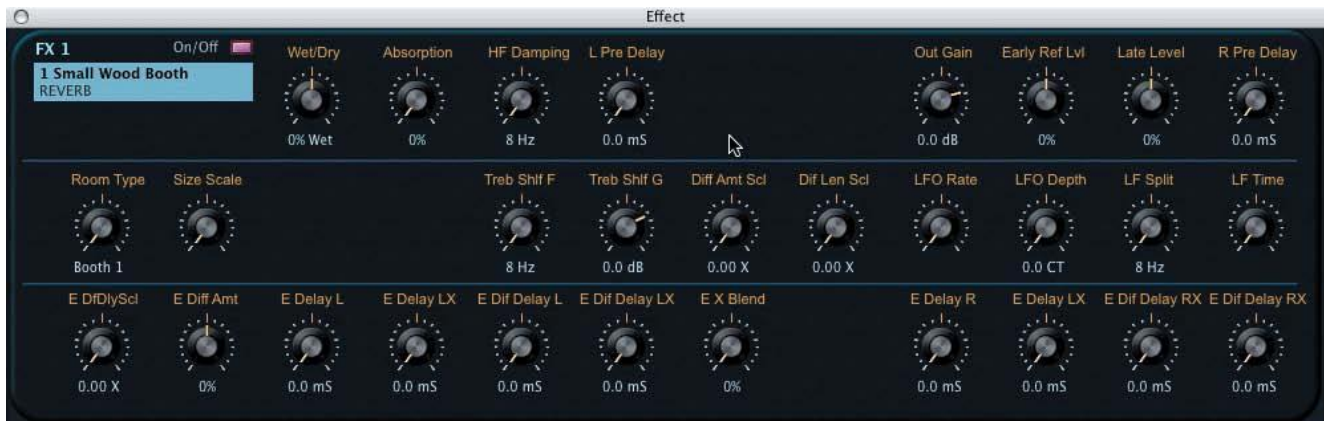 Effect
FX 1 On/Off
1 Small Wood Booth
REVERB
Wet/Dry Absorption HF Damping L Pre Delay Out Gain Early Ref Lvl Late Level R Pre Delay
0% Wet 0% 8 Hz 0.0 mS 0.0 dB 0% 0% 0.0 mS
Room Type Size Scale Treb Shlf F Treb Shlf G Diff Amt Scl Dif Len Scl LFO Rate LFO Depth LF Split LF Time
Booth 1 8 Hz 0.0 dB 0.00 X 0.00 X 0.0 CT 8 Hz
E DfDlyScl E Diff Amt E Delay L E Delay LX E Dif Delay L E Dif Delay LX E X Blend E Delay R E Delay LX E Dif Delay RX E Dif Delay RX
0.00 X 0% 0.0 mS 0.0 mS 0.0 mS 0.0 mS 0% 0.0 mS 0.0 mS 0.0 mS 0.0 mS